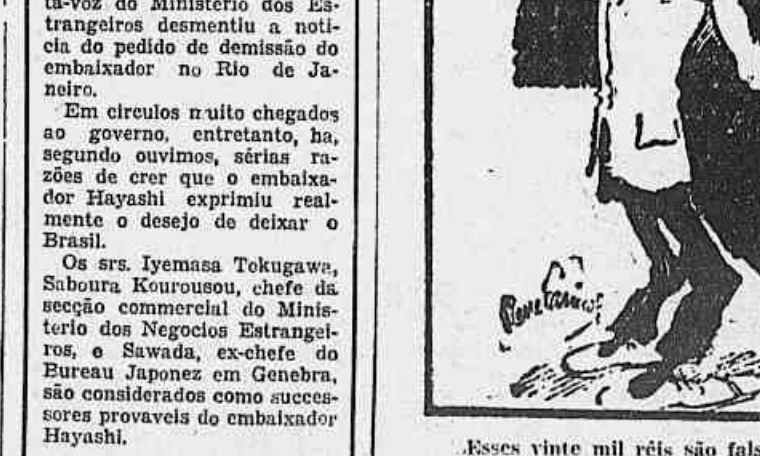 ta-voz do Ministerio dos Es-
trangeiros desmentiu a noti-
cia do pedido de demissão do
embaixador no Rio de Ja-
neiro.
Em circulos muito chegados
ao governo, entretanto, ha,
segundo ouvimos, sérias ra-
zões de crer que o embaixa-
dor Hayashi exprimiu real-
mente o desejo de deixar o
Brasil.
Os srs. Iyemasa Tokugawa,
Saboura Kourousou, chefe da
secção commercial do Minis-
terio dos Negocios Estrangei-
ros, e Sawada, ex-chefe do
Bureau Japonez em Genebra,
são considerados como succes-
sores provaveis do embaixador
Hayashi.
Esses vinte mil réis são fals